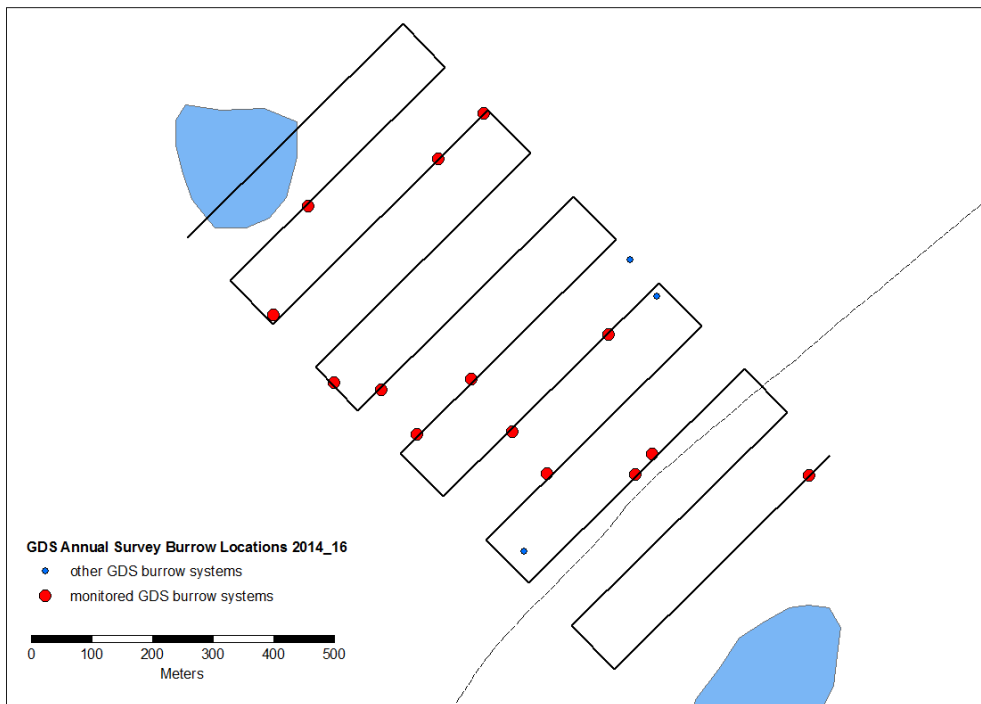 GDS Annual Survey Burrow Locations 2014_16
other GDS burrow systems
monitored GDS burrow systems
0 100 200 300 400 500
Meters